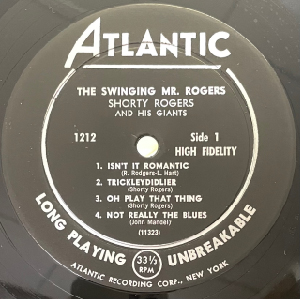 ATLANTIC
THE SWINGING MR. ROGERS
SHORTY ROGERS
AND HIS GIANTS
1212
Side 1
HIGH FIDELITY
1. ISN'T IT ROMANTIC
(R. Rodgers-L. Hart)
2. TRICKLEYDIDLIER
(Shorty Rogers)
3. OH PLAY THAT THING
(Shorty Rogers)
4. NOT REALLY THE BLUES
(John Mandel)
(11323)
LONG PLAYING 33⅓ RPM UNBREAKABLE
ATLANTIC RECORDING CORP., NEW YORK